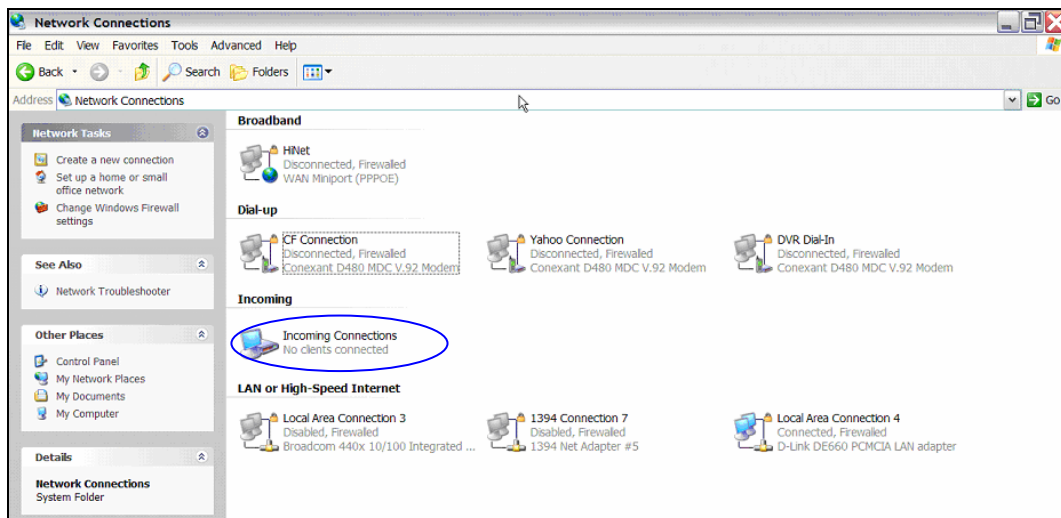 Network Connections
File Edit View Favorites Tools Advanced Help
Back Search Folders
Address Network Connections Go
Network Tasks
Create a new connection
Set up a home or small
office network
Change Windows Firewall
settings
See Also
Network Troubleshooter
Other Places
Control Panel
My Network Places
My Documents
My Computer
Details
Network Connections
System Folder
Broadband
HiNet
Disconnected, Firewalled
WAN Miniport (PPPOE)
Dial-up
CF Connection
Disconnected, Firewalled
Conexant D480 MDC V.92 Modem
Yahoo Connection
Disconnected, Firewalled
Conexant D480 MDC V.92 Modem
DVR Dial-In
Disconnected, Firewalled
Conexant D480 MDC V.92 Modem
Incoming
Incoming Connections
No clients connected
LAN or High-Speed Internet
Local Area Connection 3
Disabled, Firewalled
Broadcom 440x 10/100 Integrated ...
1394 Connection 7
Disabled, Firewalled
1394 Net Adapter #5
Local Area Connection 4
Connected, Firewalled
D-Link DE660 PCMCIA LAN adapter